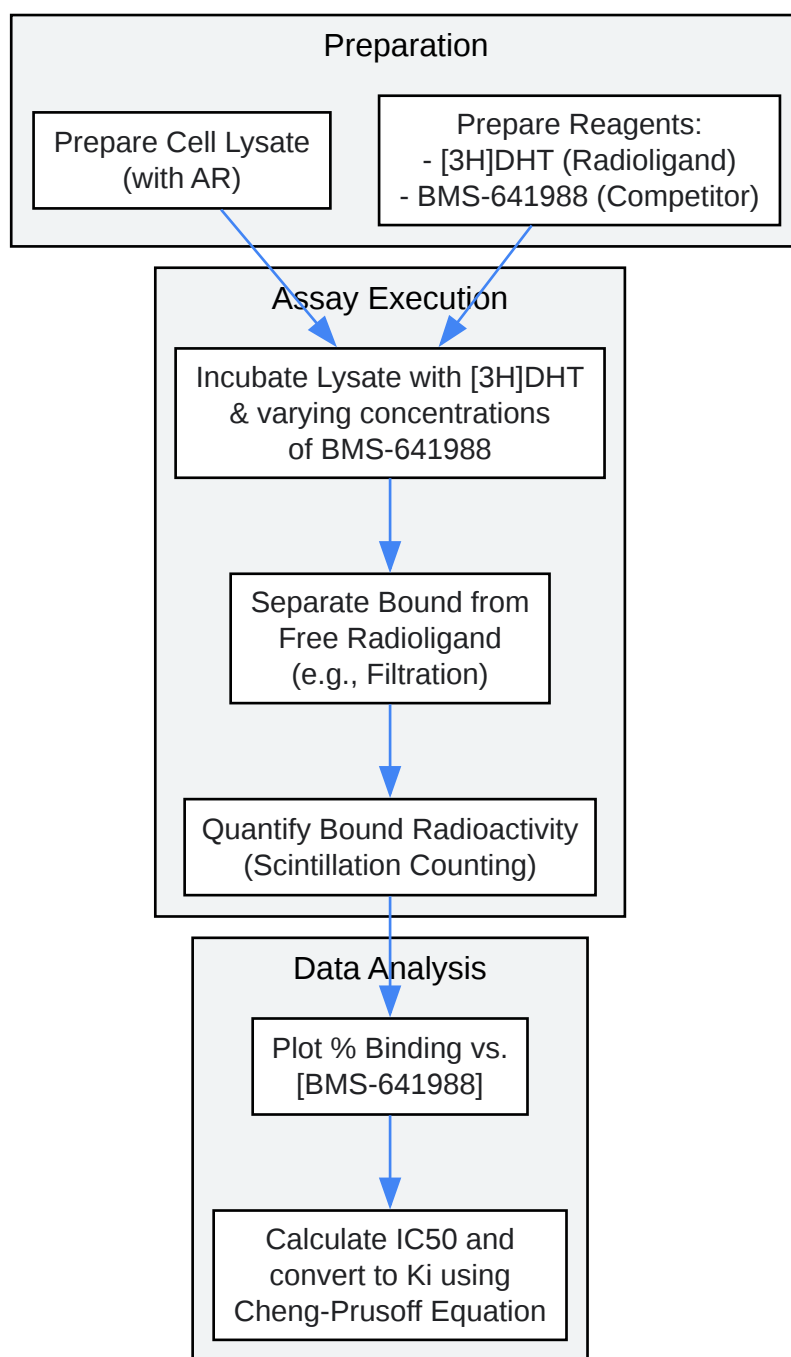 Preparation
Prepare Cell Lysate
(with AR)
Prepare Reagents:
- [3H]DHT (Radioligand)
- BMS-641988 (Competitor)
Assay Execution
Incubate Lysate with [3H]DHT
& varying concentrations
of BMS-641988
Separate Bound from
Free Radioligand
(e.g., Filtration)
Quantify Bound Radioactivity
(Scintillation Counting)
Data Analysis
Plot % Binding vs.
[BMS-641988]
Calculate IC50 and
convert to Ki using
Cheng-Prusoff Equation